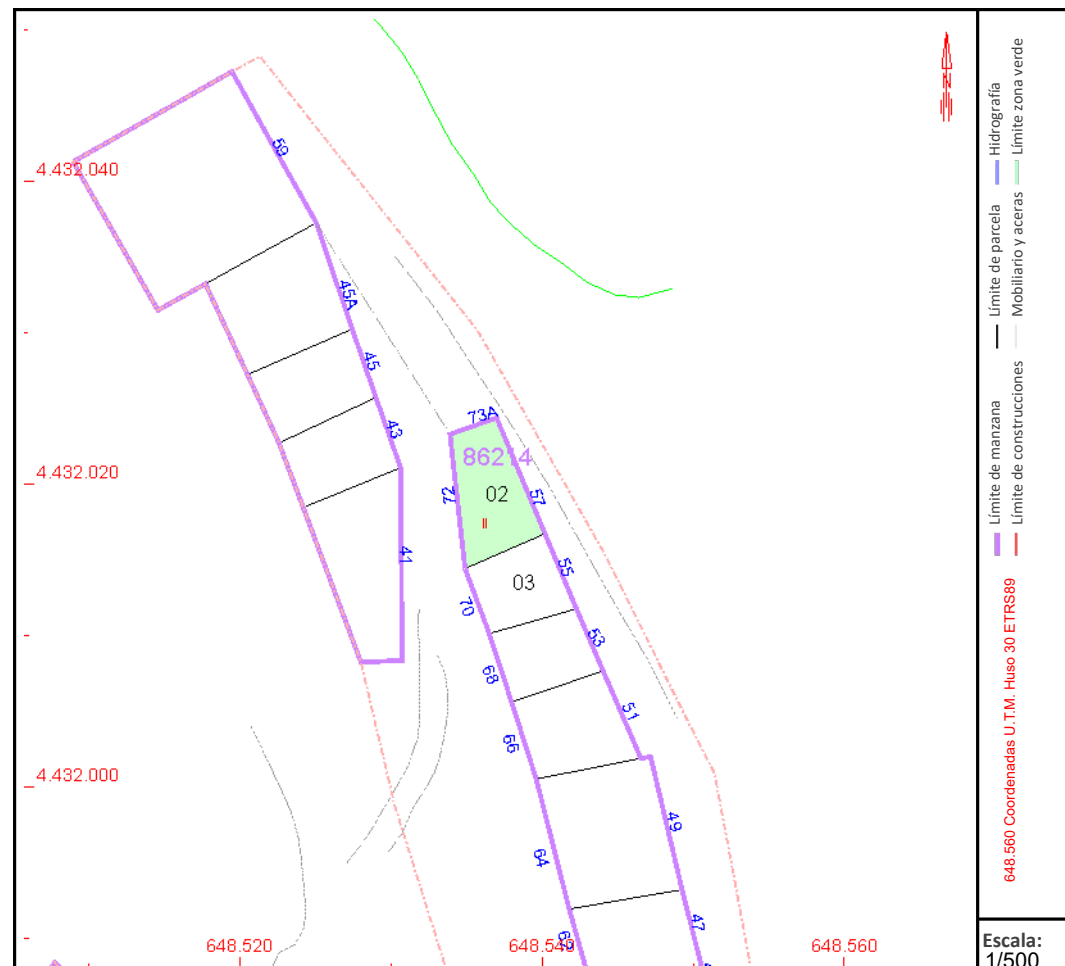 59
4.432.040
45A
45
43
73A
86214
4.432.020
02
72
57
II
41
55
03
70
53
68
51
66
4.432.000
49
64
47
648.520
648.540
648.560
N
Hidrografía
Límite zona verde
Límite de parcela
Mobiliario y aceras
Límite de manzana
Límite de construcciones
648.560 Coordenadas U.T.M. Huso 30 ETRS89
Escala:
1/500